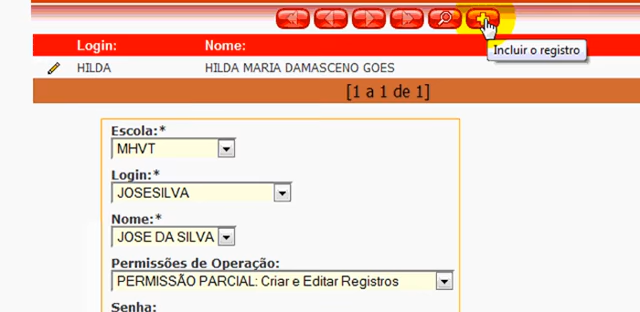 Incluir o registro
Login: Nome:
HILDA HILDA MARIA DAMASCENO GOES
[1 a 1 de 1]
Escola:*
MHVT
Login:*
JOSESILVA
Nome:*
JOSE DA SILVA
Permissões de Operação:
PERMISSÃO PARCIAL: Criar e Editar Registros
Senha: